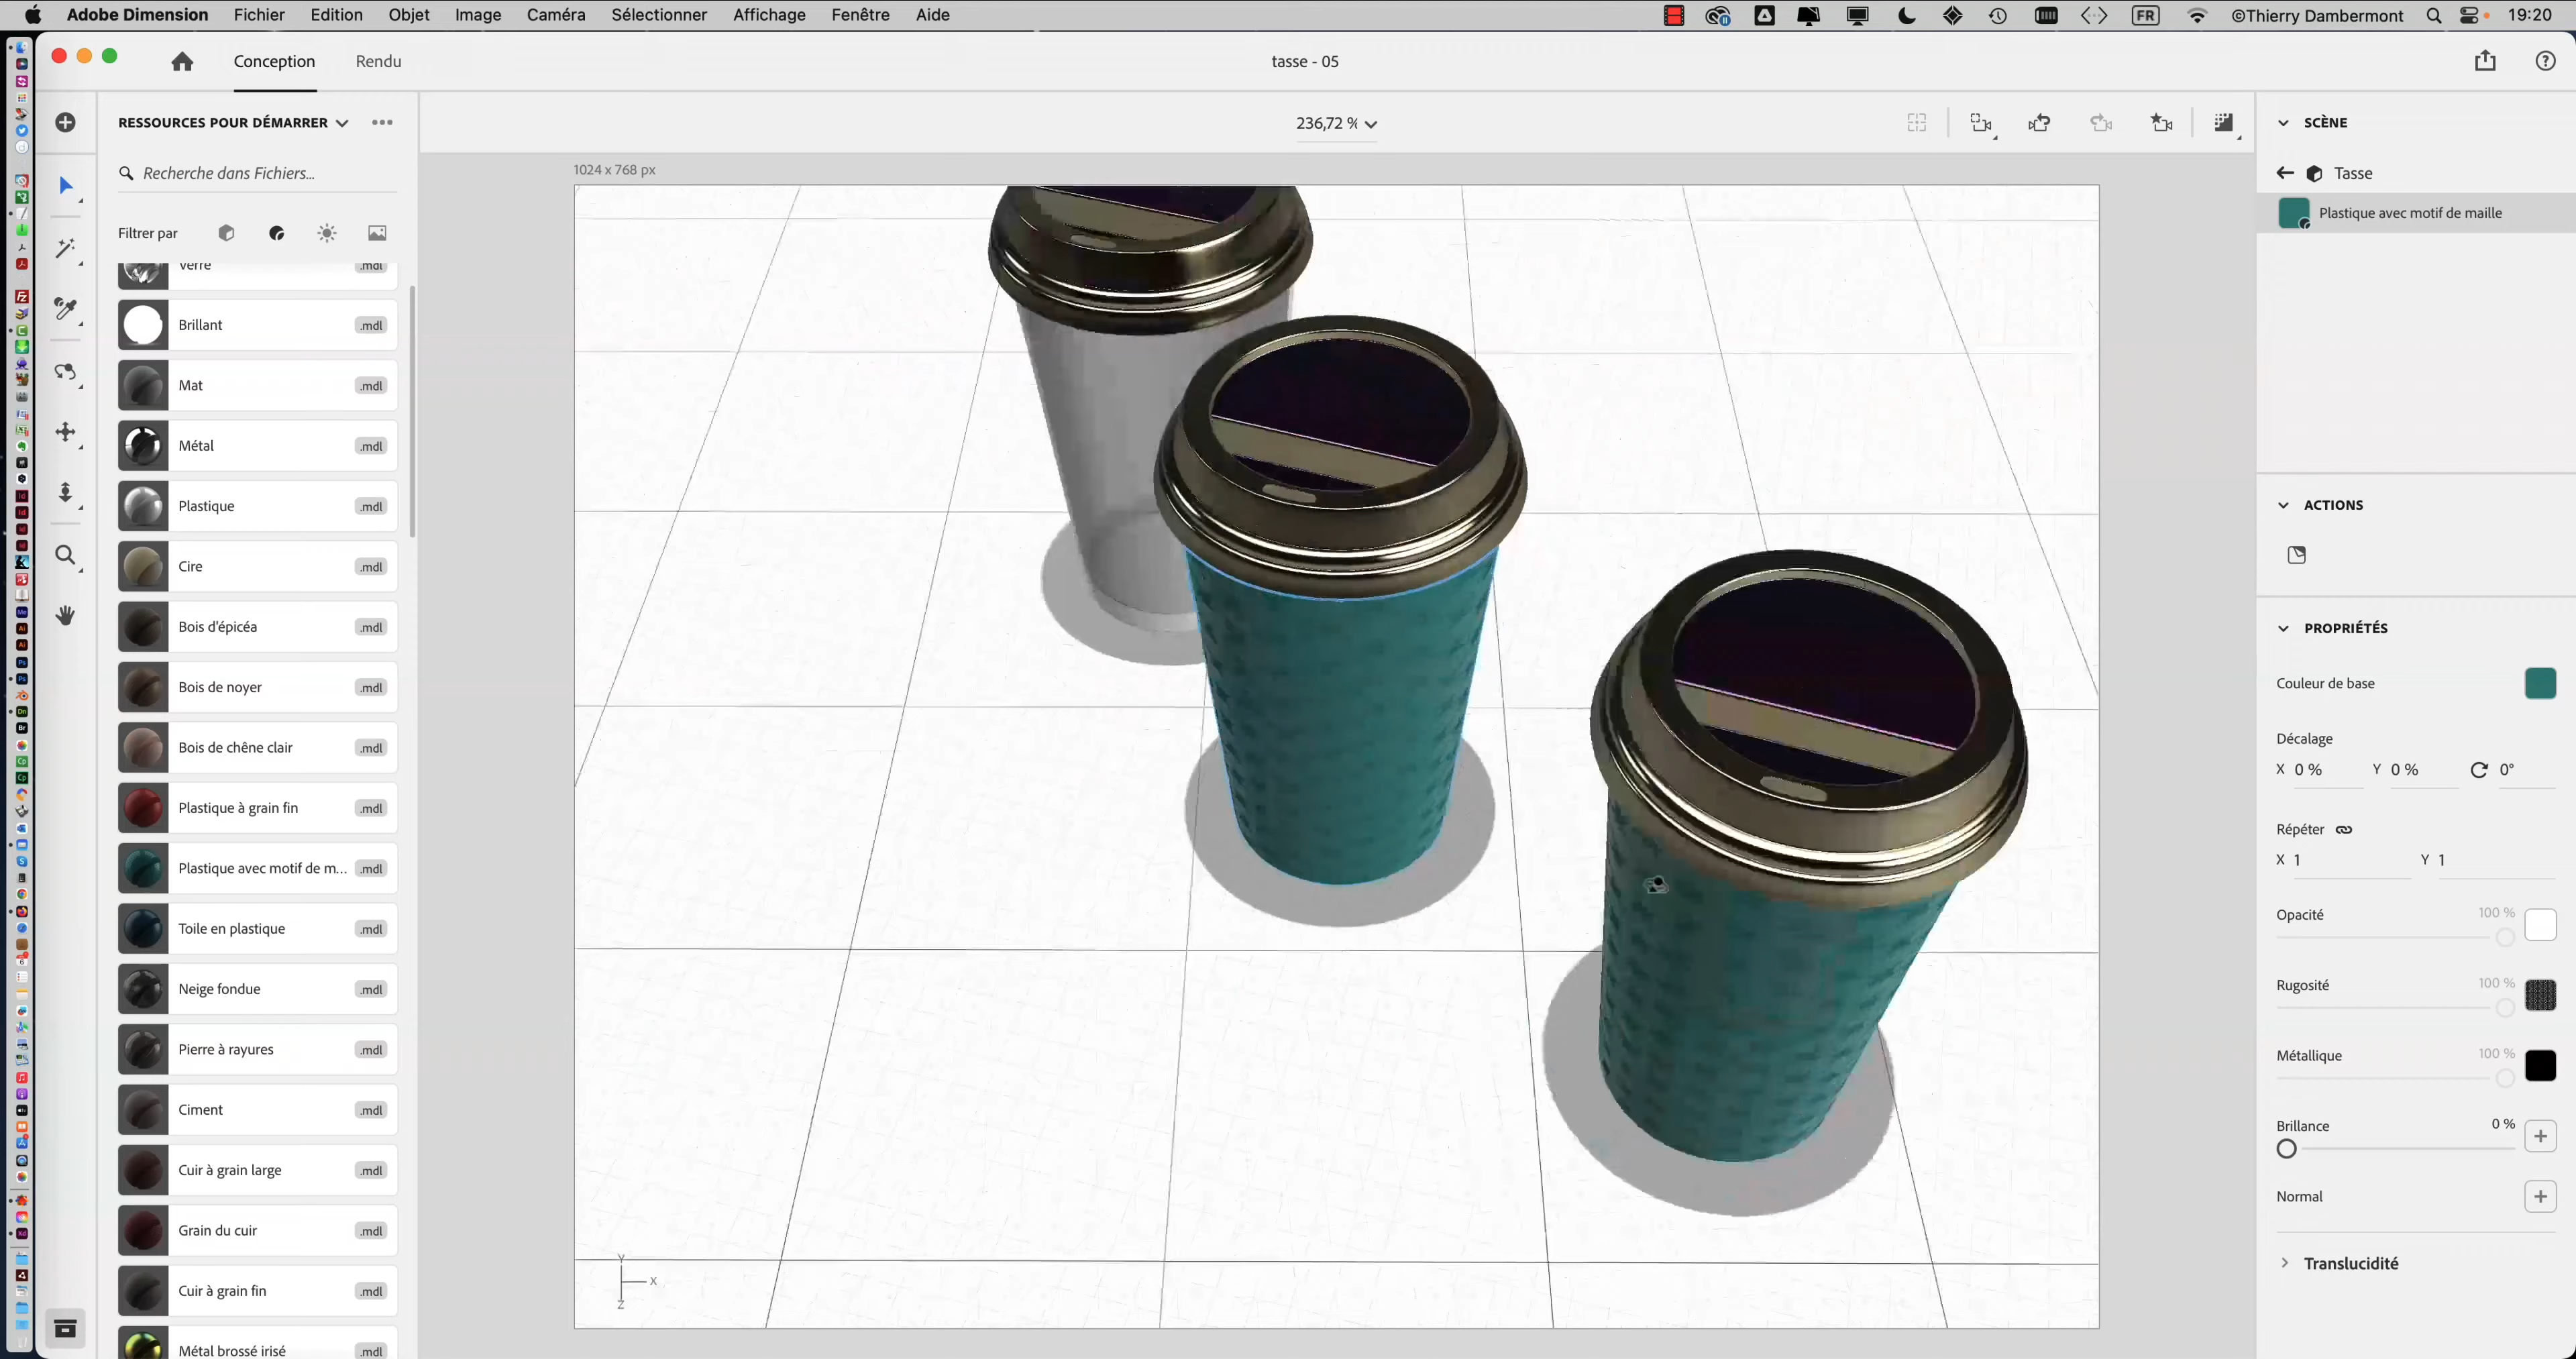 Adobe Dimension Fichier Edition Objet Image Caméra Sélectionner Affichage Fenêtre Aide
FR ©Thierry Dambermont 19:20
Conception Rendu
tasse - 05
RESSOURCES POUR DÉMARRER
Recherche dans Fichiers...
Filtrer par
Verre .mdl
Brillant .mdl
Mat .mdl
Métal .mdl
Plastique .mdl
Cire .mdl
Bois d'épicéa .mdl
Bois de noyer .mdl
Bois de chêne clair .mdl
Plastique à grain fin .mdl
Plastique avec motif de m... .mdl
Toile en plastique .mdl
Neige fondue .mdl
Pierre à rayures .mdl
Ciment .mdl
Cuir à grain large .mdl
Grain du cuir .mdl
Cuir à grain fin .mdl
Métal brossé irisé .mdl
236,72 %
1024 x 768 px
Y
X
Z
SCÈNE
Tasse
Plastique avec motif de maille
ACTIONS
PROPRIÉTÉS
Couleur de base
Décalage
X 0 % Y 0 % 0°
Répéter
X 1 Y 1
Opacité 100 %
Rugosité 100 %
Métallique 100 %
Brillance 0 %
Normal
Translucidité